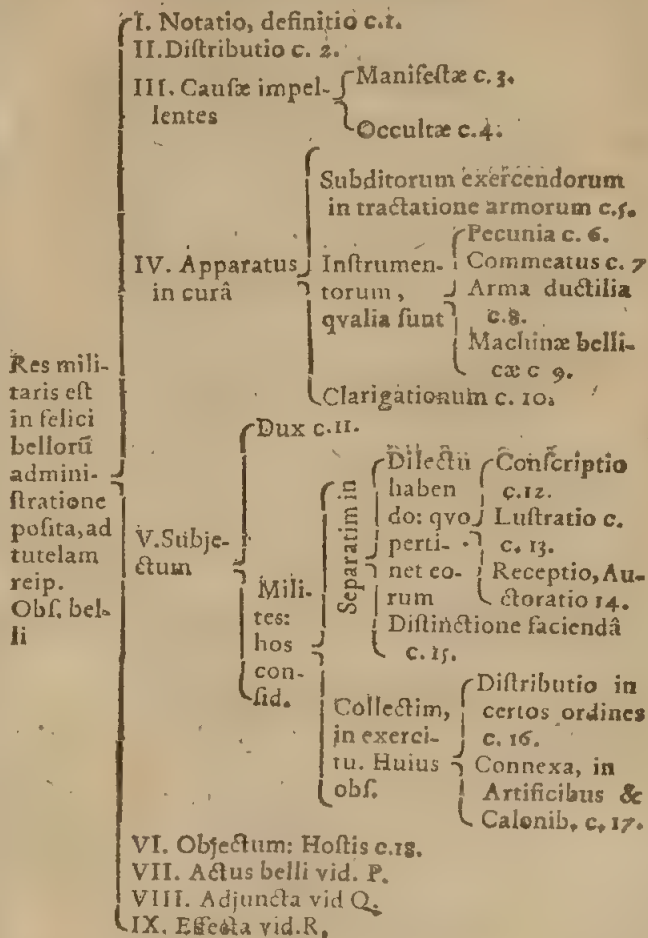 I. Notatio, definitio c.1.
II. Diſtributio c. 2.
III. Cauſæ impel-
lentes
Manifeſtæ c. 3.
Occultæ c.4.
IV. Apparatus
in curâ
Subditorum exercendorum
in tractatione armorum c.5.
Inſtrumen-
torum,
qvalia ſunt
Pecunia c. 6.
Commeatus c. 7
Arma ductilia
c.8.
Machinæ belli-
cæ c 9.
Clarigationum c. 10.
Res mili-
taris eſt
in felici
bellorū
admini-
ſtratione
poſita, ad
tutelam
reip.
Obſ. bel-
li
V. Subje-
ctum
Dux c.11.
Mili-
tes:
hos
con-
ſid.
Separatim in
Dilectu
haben
do: qvo
perti-
net eo-
rum
Conſcriptio
c.12.
Luſtratio c.
c. 13.
Receptio, Au-
ctoratio 14.
Diſtinctione faciendâ
c. 15.
Collectim,
in exerci-
tu. Huius
obſ.
Diſtributio in
certos ordines
c. 16.
Connexa, in
Artificibus &
Calonib. c. 17.
VI. Objectum: Hoſtis c.18.
VII. Actus belli vid. P.
VIII. Adjuncta vid Q.
IX. Effecta vid. R.